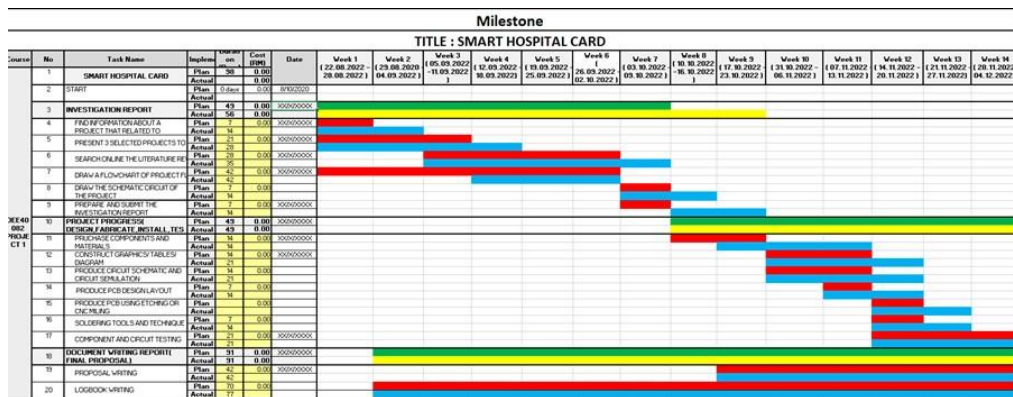 Milestone
TITLE : SMART HOSPITAL CARD
Course No Task Name Implem Cost (RM) Date
Week 1 ( 22.08.2022 - 28.08.2022 )
Week 2 (29.08.2020 04.09.2022 )
Week 3 (05.09.2022 -11.09.2022 )
Week 4 ( 12.09.2022 18.09.2022)
Week 5 ( 19.09.2022 25.09.2022 )
Week 6 ( 26.09.2022 02.10.2022 )
Week 7 ( 03.10.2022 09.10.2022 )
Week 8 ( 10.10.2022 -16.10.2022 )
Week 9 ( 17.10.2022 23.10.2022 )
Week 10 ( 31.10.2022 - 06.11.2022 )
Week 11 (07.11.2022 13.11.2022 )
Week 12 ( 14.11.2022 - 20.11.2022 )
Week 13 (21.11.2022 27.11.2022)
Week 14 ( 28.11.2022 04.12.2022
1 SMART HOSPITAL CARD Plan 98 0.00
Actual 0.00
2 START Plan 0 days 0.00 8/10/2020
Actual
3 INVESTIGATION REPORT Plan 49 0.00 XX/X/XXXX
Actual 56 0.00
4 FIND INFORMATION ABOUT A PROJECT THAT RELATED TO Plan 7 0.00 XX/X/XXXX
Actual 14
5 PRESENT 3 SELECTED PROJECTS TO Plan 21 0.00 XX/X/XXXX
Actual 28
6 SEARCH ONLINE THE LITERATURE RE Plan 28 0.00 XX/X/XXXX
Actual 35
7 DRAW A FLOWCHART OF PROJECT FL Plan 42 0.00 XX/X/XXXX
Actual 42
8 DRAW THE SCHEMATIC CIRCUIT OF THE PROJECT Plan 7 0.00
Actual 14
9 PREPARE AND SUBMIT THE INVESTIGATION REPORT Plan 7 0.00 XX/X/XXXX
Actual 14
DEE40 082 PROJE CT 1
10 PROJECT PROGRESS( DESIGN,FABRICATE,INSTALL,TES Plan 49 0.00 XX/X/XXXX
Actual 49 0.00
11 PRUCHASE COMPONENTS AND MATERIALS Plan 14 0.00 XX/X/XXXX
Actual 14
12 CONSTRUCT GRAPHICS/ TABLES/ DIAGRAM Plan 14 0.00 XX/X/XXXX
Actual 21
13 PRODUCE CIRCUIT SCHEMATIC AND CIRCUIT SEMULATION Plan 14 0.00
Actual 21
14 PRODUCE PCB DESIGN LAYOUT Plan 7 0.00
Actual 14
15 PRODUCE PCB USING ETCHING OR CNC MILING Plan 0.00
Actual
16 SOLDERING TOOLS AND TECHNIQUE Plan 7 0.00
Actual 14
17 COMPONENT AND CIRCUIT TESTING Plan 21 0.00 XX/X/XXXX
Actual 21
18 DOCUMENT WRITING REPORT( FINAL PROPOSAL) Plan 91 0.00 XX/X/XXXX
Actual 91 0.00
19 PROPOSAL WRITING Plan 42 0.00 XX/X/XXXX
Actual 42
20 LOGBOOK WRITING Plan 70 0.00
Actual 77